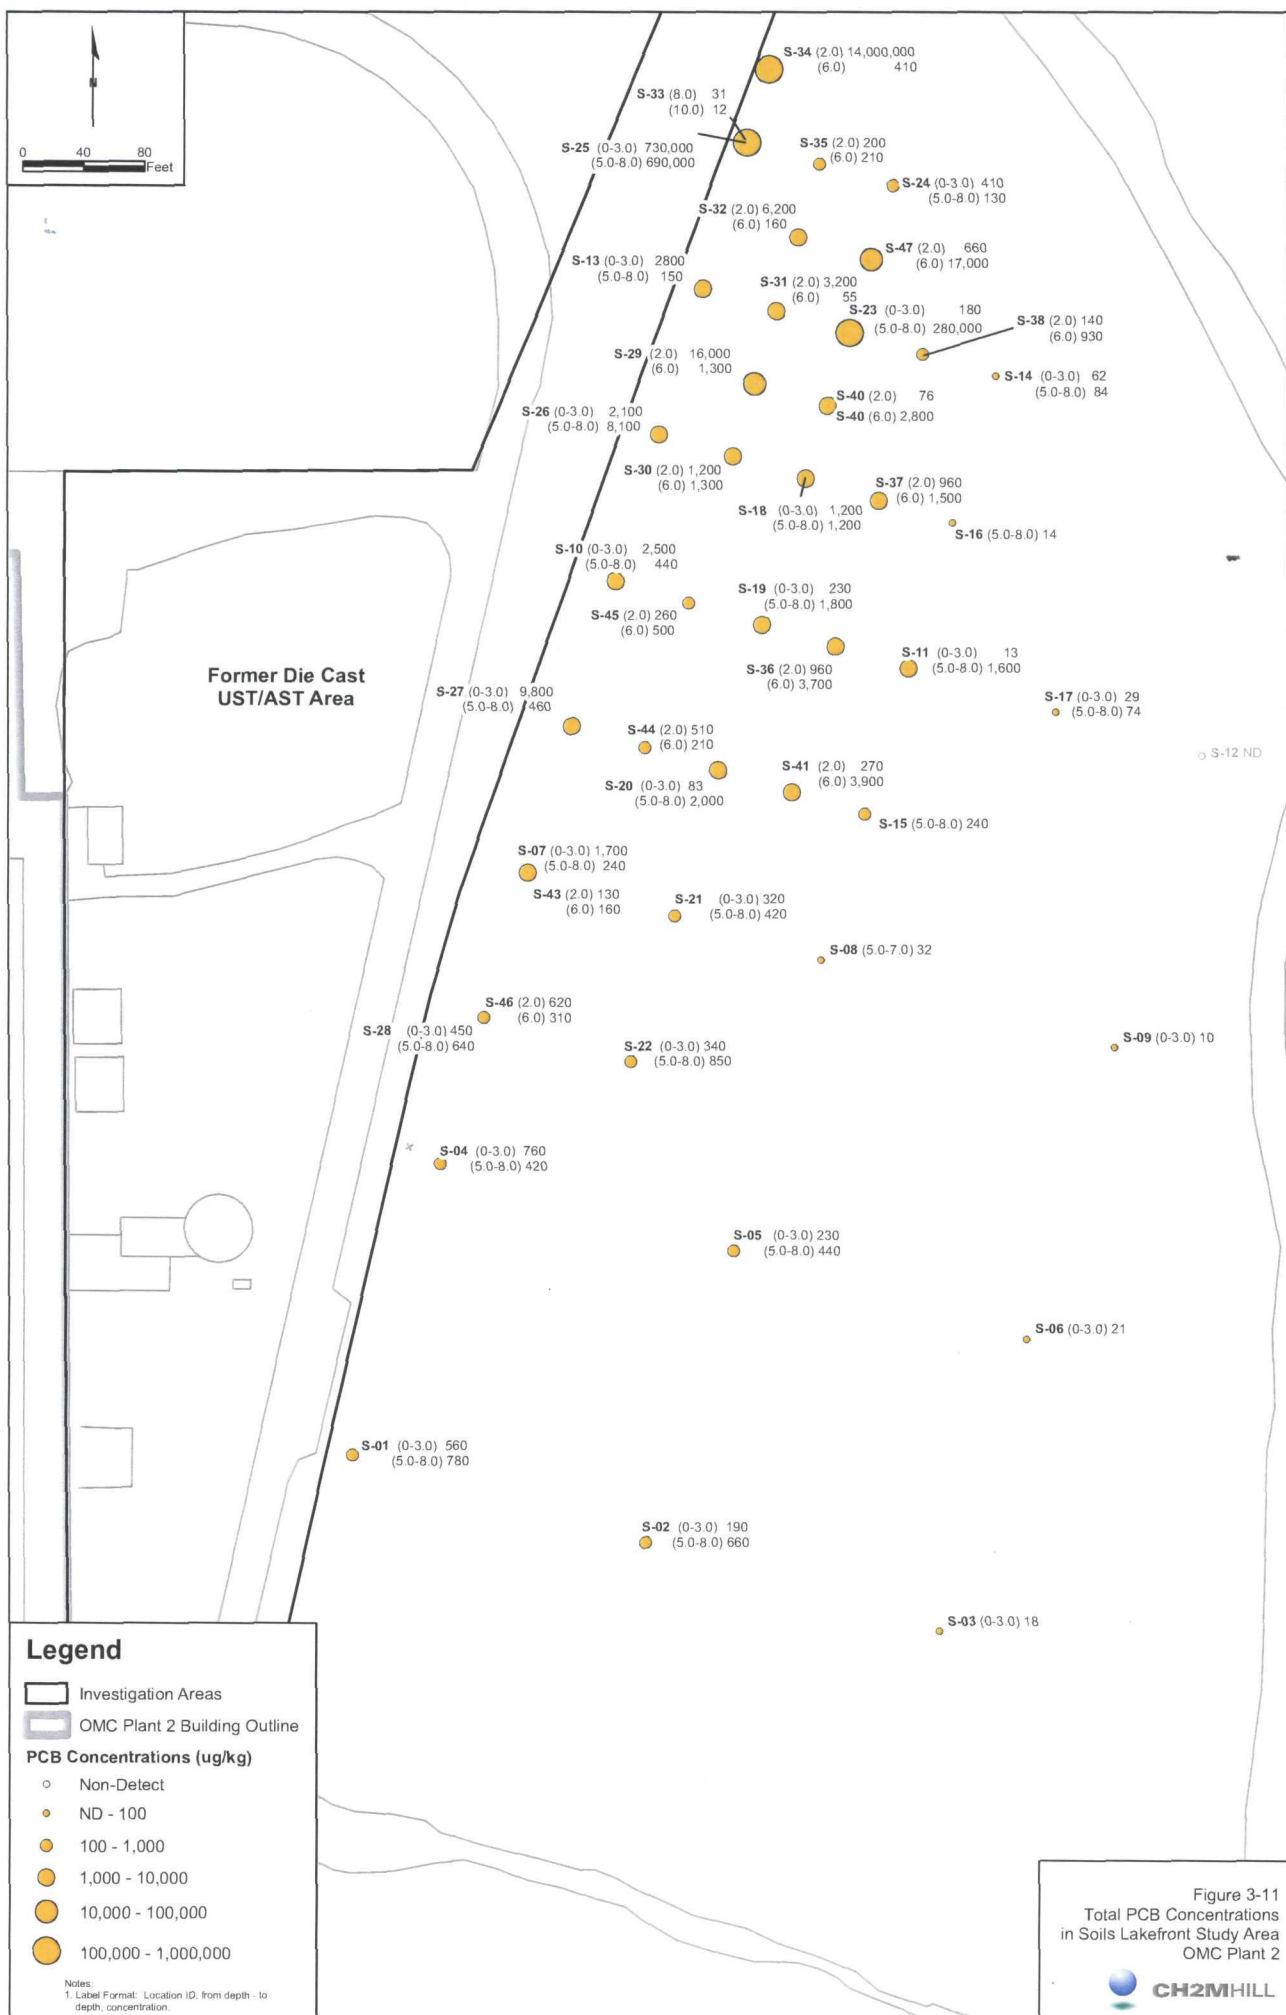 0 40 80
Feet
S-34 (2.0) 14,000,000
(6.0) 410
S-33 (8.0) 31
(10.0) 12
S-25 (0-3.0) 730,000
(5.0-8.0) 690,000
S-35 (2.0) 200
(6.0) 210
S-24 (0-3.0) 410
(5.0-8.0) 130
S-32 (2.0) 6,200
(6.0) 160
S-47 (2.0) 660
(6.0) 17,000
S-13 (0-3.0) 2800
(5.0-8.0) 150
S-31 (2.0) 3,200
(6.0) 55
S-23 (0-3.0) 180
(5.0-8.0) 280,000
S-38 (2.0) 140
(6.0) 930
S-29 (2.0) 16,000
(6.0) 1,300
S-14 (0-3.0) 62
(5.0-8.0) 84
S-40 (2.0) 76
S-40 (6.0) 2,800
S-26 (0-3.0) 2,100
(5.0-8.0) 8,100
S-30 (2.0) 1,200
(6.0) 1,300
S-18 (0-3.0) 1,200
(5.0-8.0) 1,200
S-37 (2.0) 960
(6.0) 1,500
S-16 (5.0-8.0) 14
S-10 (0-3.0) 2,500
(5.0-8.0) 440
S-45 (2.0) 260
(6.0) 500
S-19 (0-3.0) 230
(5.0-8.0) 1,800
S-36 (2.0) 960
(6.0) 3,700
S-11 (0-3.0) 13
(5.0-8.0) 1,600
Former Die Cast
UST/AST Area
S-27 (0-3.0) 9,800
(5.0-8.0) 460
S-17 (0-3.0) 29
(5.0-8.0) 74
S-44 (2.0) 510
(6.0) 210
S-12 ND
S-20 (0-3.0) 83
(5.0-8.0) 2,000
S-41 (2.0) 270
(6.0) 3,900
S-15 (5.0-8.0) 240
S-07 (0-3.0) 1,700
(5.0-8.0) 240
S-43 (2.0) 130
(6.0) 160
S-21 (0-3.0) 320
(5.0-8.0) 420
S-08 (5.0-7.0) 32
S-46 (2.0) 620
(6.0) 310
S-28 (0-3.0) 450
(5.0-8.0) 640
S-22 (0-3.0) 340
(5.0-8.0) 850
S-09 (0-3.0) 10
S-04 (0-3.0) 760
(5.0-8.0) 420
S-05 (0-3.0) 230
(5.0-8.0) 440
S-06 (0-3.0) 21
S-01 (0-3.0) 560
(5.0-8.0) 780
S-02 (0-3.0) 190
(5.0-8.0) 660
S-03 (0-3.0) 18
Legend
Investigation Areas
OMC Plant 2 Building Outline
PCB Concentrations (ug/kg)
Non-Detect
ND - 100
100 - 1,000
1,000 - 10,000
10,000 - 100,000
100,000 - 1,000,000
Notes:
1. Label Format: Location ID, from depth - to
depth, concentration.
Figure 3-11
Total PCB Concentrations
in Soils Lakefront Study Area
OMC Plant 2
CH2MHILL